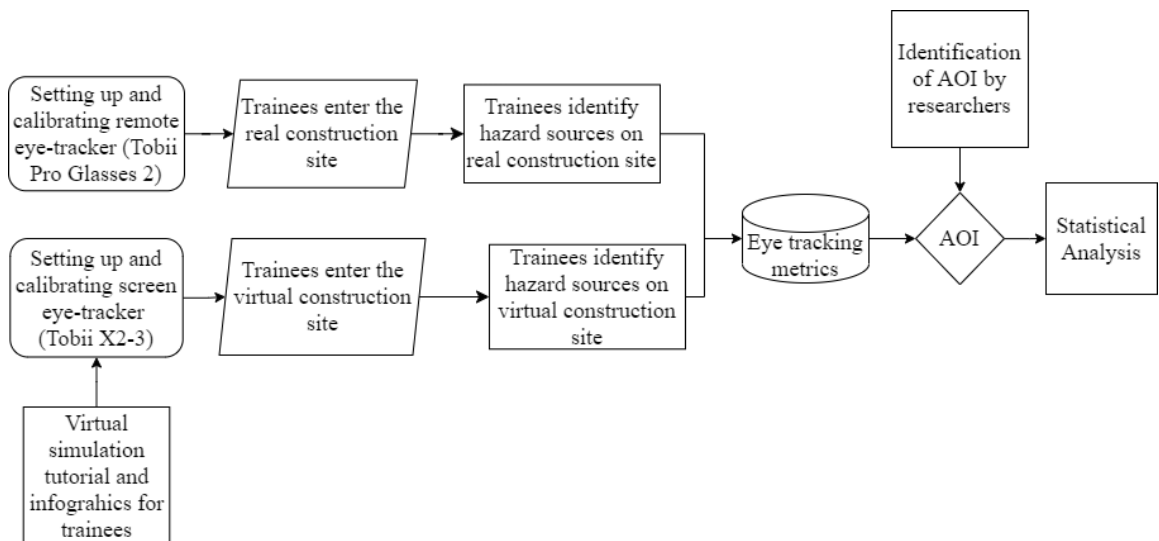 Setting up and
calibrating remote
eye-tracker (Tobii
Pro Glasses 2)
Trainees enter the
real construction
site
Trainees identify
hazard sources on
real construction site
Identification
of AOI by
researchers
Setting up and
calibrating screen
eye-tracker
(Tobii X2-3)
Trainees enter the
virtual construction
site
Trainees identify
hazard sources on
virtual construction
site
Eye tracking
metrics
AOI
Statistical
Analysis
Virtual
simulation
tutorial and
infograhics for
trainees